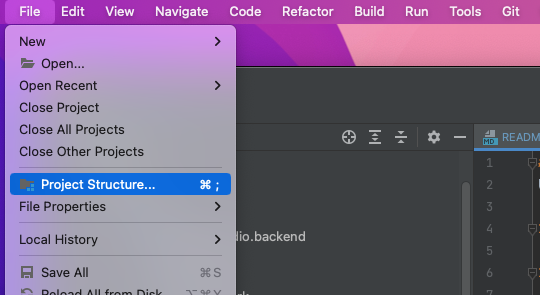 File Edit View Navigate Code Refactor Build Run Tools Git
New
Open...
Open Recent
Close Project
Close All Projects
Close Other Projects
Project Structure... ⌘ ;
File Properties
Local History
dio.backend
Save All ⌘S
Reload All from Disk ⌥⌘Y
MD README
1
2
3
4
5
6
7